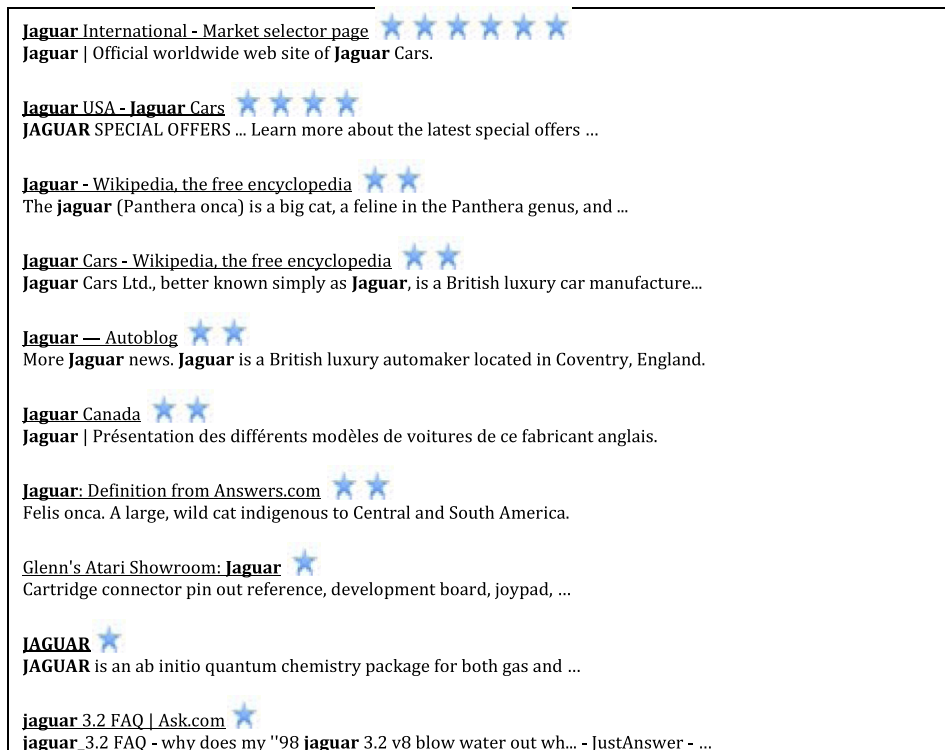 Jaguar International - Market selector page
Jaguar | Official worldwide web site of Jaguar Cars.
Jaguar USA - Jaguar Cars
JAGUAR SPECIAL OFFERS ... Learn more about the latest special offers …
Jaguar - Wikipedia, the free encyclopedia
The jaguar (Panthera onca) is a big cat, a feline in the Panthera genus, and ...
Jaguar Cars - Wikipedia, the free encyclopedia
Jaguar Cars Ltd., better known simply as Jaguar, is a British luxury car manufacture...
Jaguar — Autoblog
More Jaguar news. Jaguar is a British luxury automaker located in Coventry, England.
Jaguar Canada
Jaguar | Présentation des différents modèles de voitures de ce fabricant anglais.
Jaguar: Definition from Answers.com
Felis onca. A large, wild cat indigenous to Central and South America.
Glenn's Atari Showroom: Jaguar
Cartridge connector pin out reference, development board, joypad, …
JAGUAR
JAGUAR is an ab initio quantum chemistry package for both gas and …
jaguar 3.2 FAQ | Ask.com
jaguar_3.2 FAQ - why does my ''98 jaguar 3.2 v8 blow water out wh... - JustAnswer - …